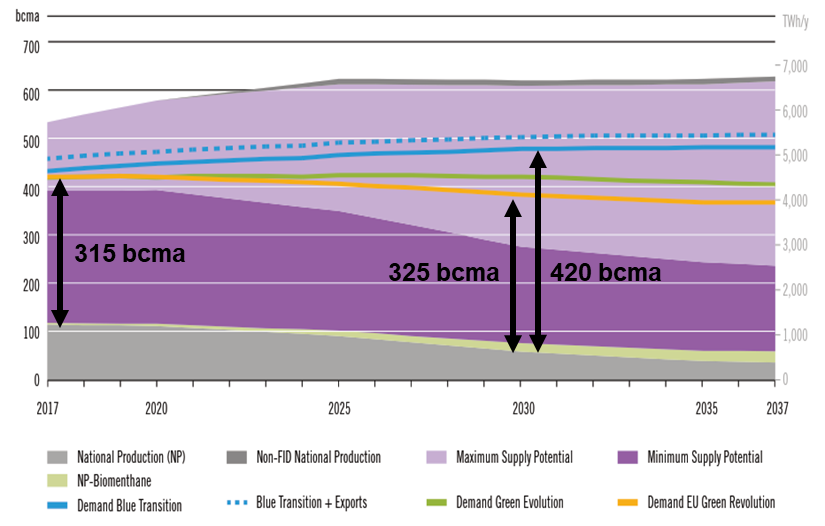 bcma
TWh/y
700
7,000
600
6,000
500
5,000
400
4,000
315 bcma
300
3,000
325 bcma
420 bcma
200
2,000
100
1,000
0
0
2017
2020
2025
2030
2035
2037
National Production (NP)
Non-FID National Production
Maximum Supply Potential
Minimum Supply Potential
NP-Biomenthane
Demand Blue Transition
Blue Transition + Exports
Demand Green Evolution
Demand EU Green Revolution